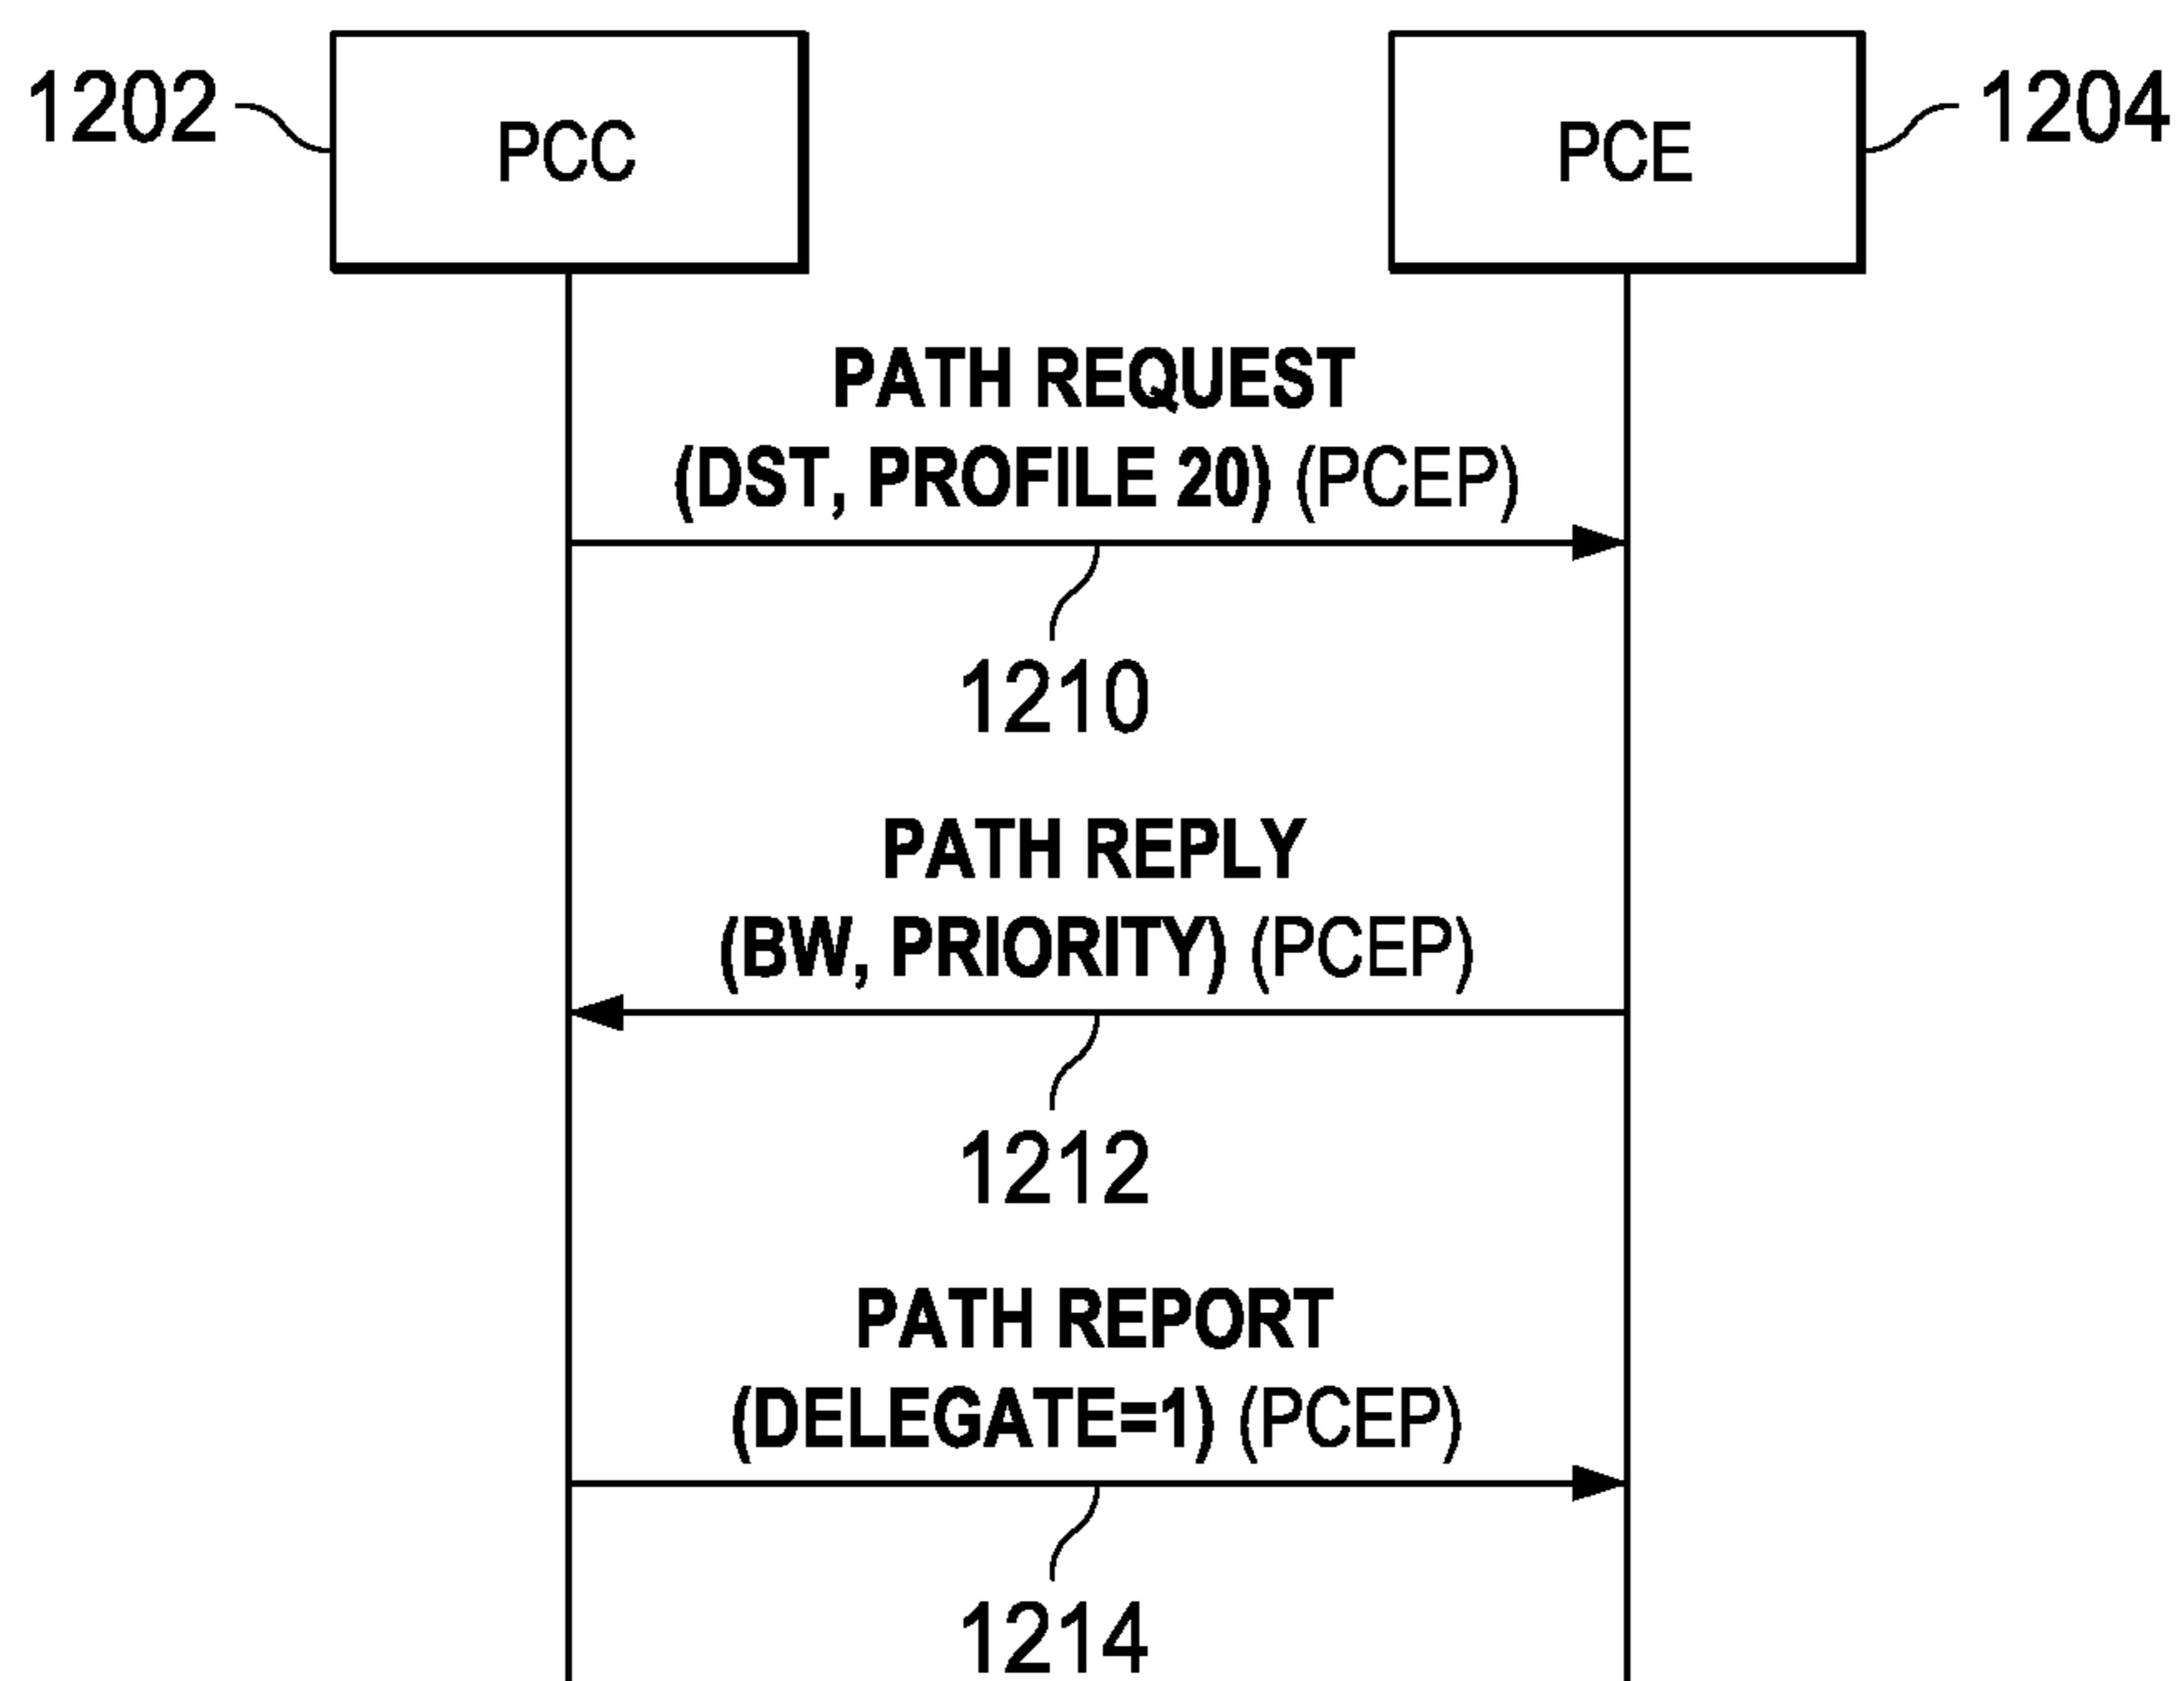 1202
PCC
PCE
1204
PATH REQUEST
(DST, PROFILE 20) (PCEP)
1210
PATH REPLY
(BW, PRIORITY) (PCEP)
1212
PATH REPORT
(DELEGATE=1) (PCEP)
1214